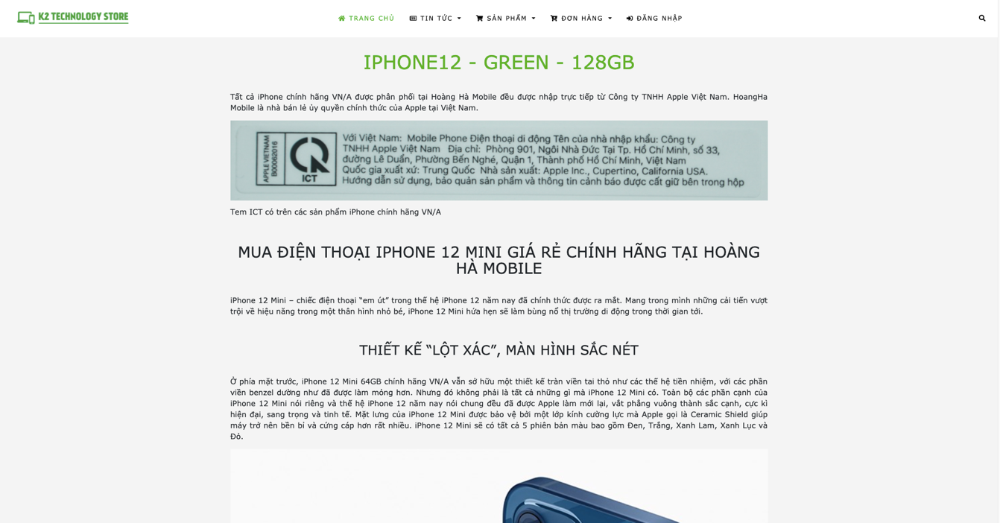 K2 TECHNOLOGY STORE
TRANG CHỦ TIN TỨC SẢN PHẨM ĐƠN HÀNG ĐĂNG NHẬP
IPHONE12 - GREEN - 128GB
Tất cả iPhone chính hãng VN/A được phân phối tại Hoàng Hà Mobile đều được nhập trực tiếp từ Công ty TNHH Apple Việt Nam. HoangHa
Mobile là nhà bán lẻ ủy quyền chính thức của Apple tại Việt Nam.
APPLE VIETNAM
B00062016
ICT
Với Việt Nam: Mobile Phone Điện thoại di động Tên của nhà nhập khẩu: Công ty
TNHH Apple Việt Nam Địa chỉ: Phòng 901, Ngôi Nhà Đức Tại Tp. Hồ Chí Minh, số 33,
đường Lê Duẩn, Phường Bến Nghé, Quận 1, Thành phố Hồ Chí Minh, Việt Nam
Quốc gia xuất xứ: Trung Quốc Nhà sản xuất: Apple Inc., Cupertino, California USA.
Hướng dẫn sử dụng, bảo quản sản phẩm và thông tin cảnh báo được cất giữ bên trong hộp
Tem ICT có trên các sản phẩm iPhone chính hãng VN/A
MUA ĐIỆN THOẠI IPHONE 12 MINI GIÁ RẺ CHÍNH HÃNG TẠI HOÀNG
HÀ MOBILE
iPhone 12 Mini – chiếc điện thoại “em út” trong thế hệ iPhone 12 năm nay đã chính thức được ra mắt. Mang trong mình những cải tiến vượt
trội về hiệu năng trong một thân hình nhỏ bé, iPhone 12 Mini hứa hẹn sẽ làm bùng nổ thị trường di động trong thời gian tới.
THIẾT KẾ “LỘT XÁC”, MÀN HÌNH SẮC NÉT
Ở phía mặt trước, iPhone 12 Mini 64GB chính hãng VN/A vẫn sở hữu một thiết kế tràn viền tai thỏ như các thế hệ tiền nhiệm, với các phần
viền benzel dường như đã được làm mỏng hơn. Nhưng đó không phải là tất cả những gì mà iPhone 12 Mini có. Toàn bộ các phần cạnh của
iPhone 12 Mini nói riêng và thế hệ iPhone 12 năm nay nói chung đều đã được Apple làm mới lại, vắt phẳng vuông thành sắc cạnh, cực kì
hiện đại, sang trọng và tinh tế. Mặt lưng của iPhone 12 Mini được bảo vệ bởi một lớp kính cường lực mà Apple gọi là Ceramic Shield giúp
máy trở nên bền bỉ và cứng cáp hơn rất nhiều. iPhone 12 Mini sẽ có tất cả 5 phiên bản màu bao gồm Đen, Trắng, Xanh Lam, Xanh Lục và
Đỏ.